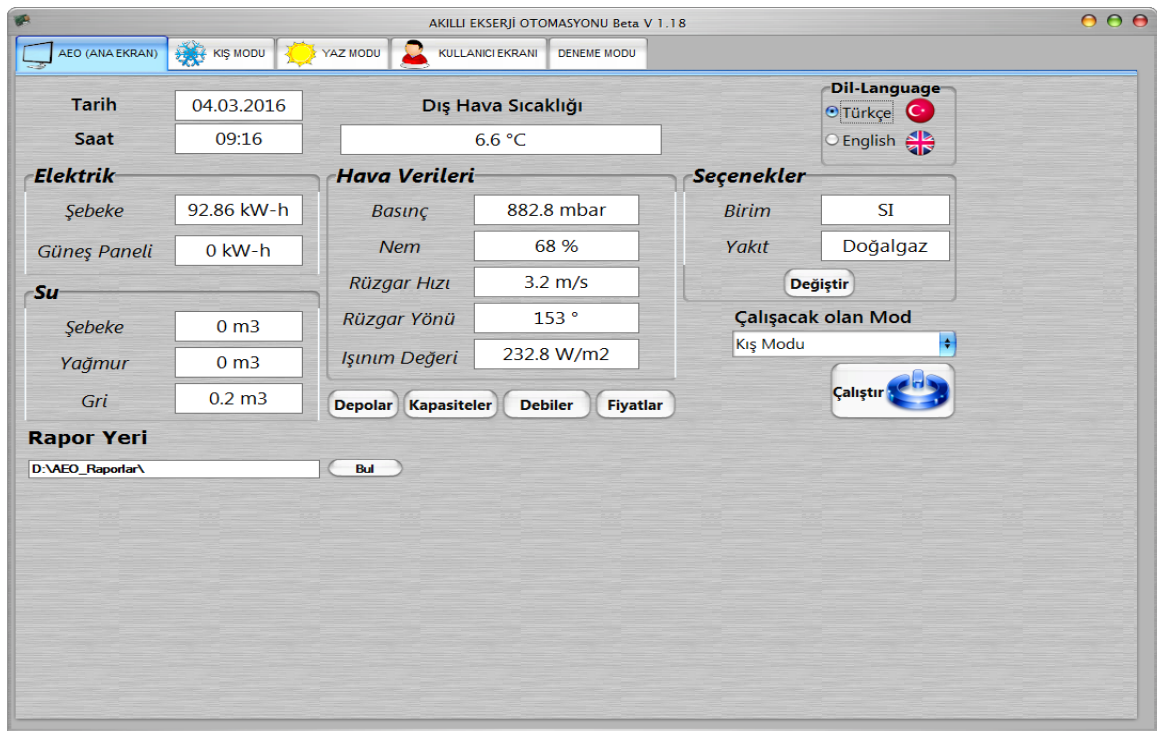 AKILLI EKSERJİ OTOMASYONU Beta V 1.18
AEO (ANA EKRAN) KIŞ MODU YAZ MODU KULLANICI EKRANI DENEME MODU
Tarih 04.03.2016
Saat 09:16
Dış Hava Sıcaklığı
6.6 °C
Dil-Language
Türkçe
English
Elektrik
Şebeke 92.86 kW-h
Güneş Paneli 0 kW-h
Su
Şebeke 0 m3
Yağmur 0 m3
Gri 0.2 m3
Hava Verileri
Basınç 882.8 mbar
Nem 68 %
Rüzgar Hızı 3.2 m/s
Rüzgar Yönü 153 °
Işınım Değeri 232.8 W/m2
Depolar Kapasiteler Debiler Fiyatlar
Seçenekler
Birim SI
Yakıt Doğalgaz
Değiştir
Çalışacak olan Mod
Kış Modu
Çalıştır
Rapor Yeri
D:\AEO_Raporlar\ Bul